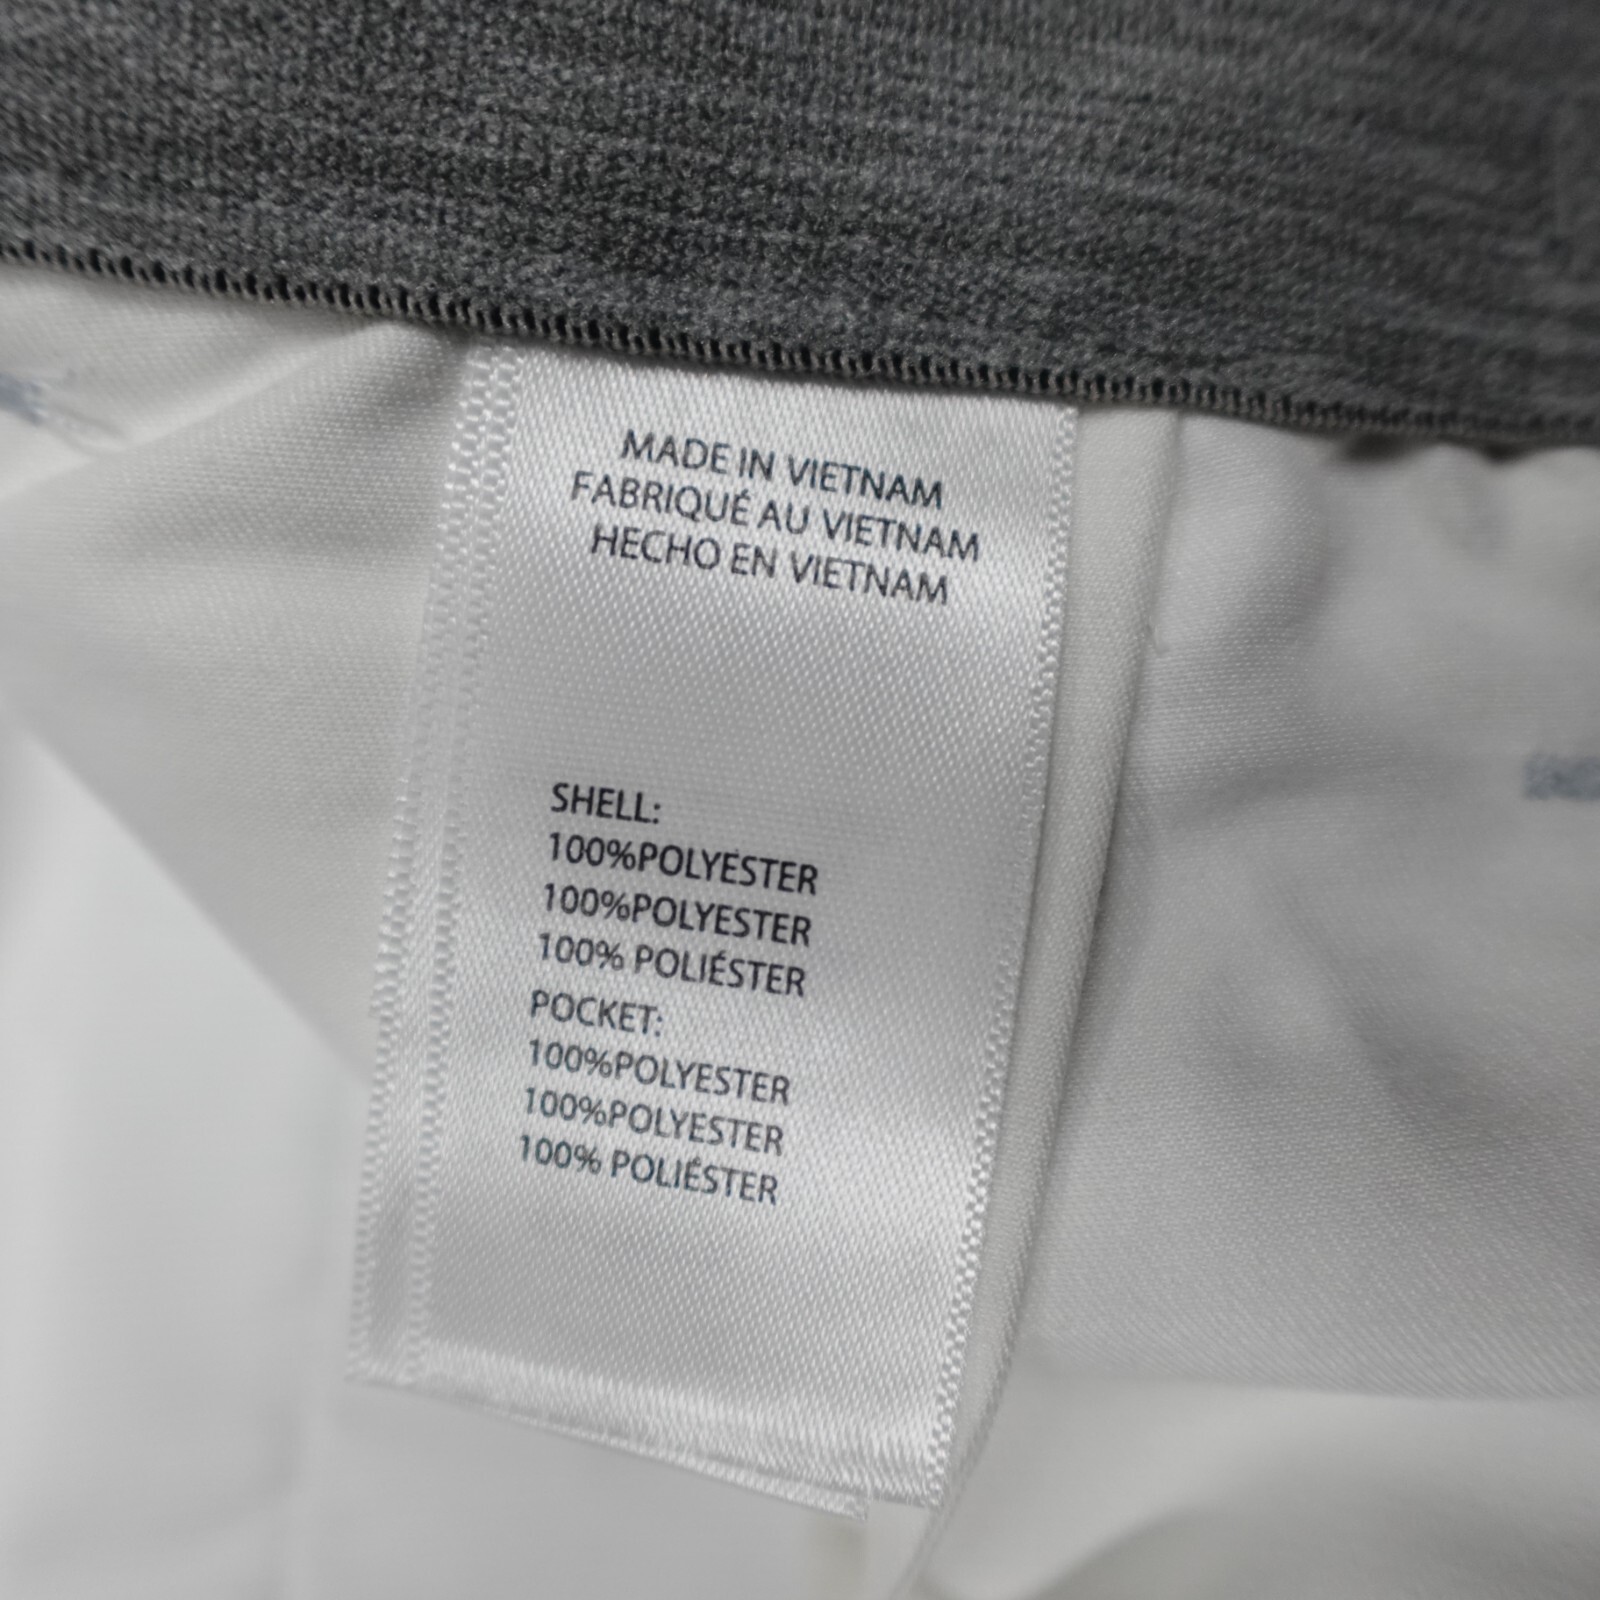 MADE IN VIETNAM
FABRIQUÉ AU VIETNAM
HECHO EN VIETNAM
SHELL:
100%POLYESTER
100%POLYESTER
100% POLIÉSTER
POCKET:
100%POLYESTER
100%POLYESTER
100% POLIÉSTER